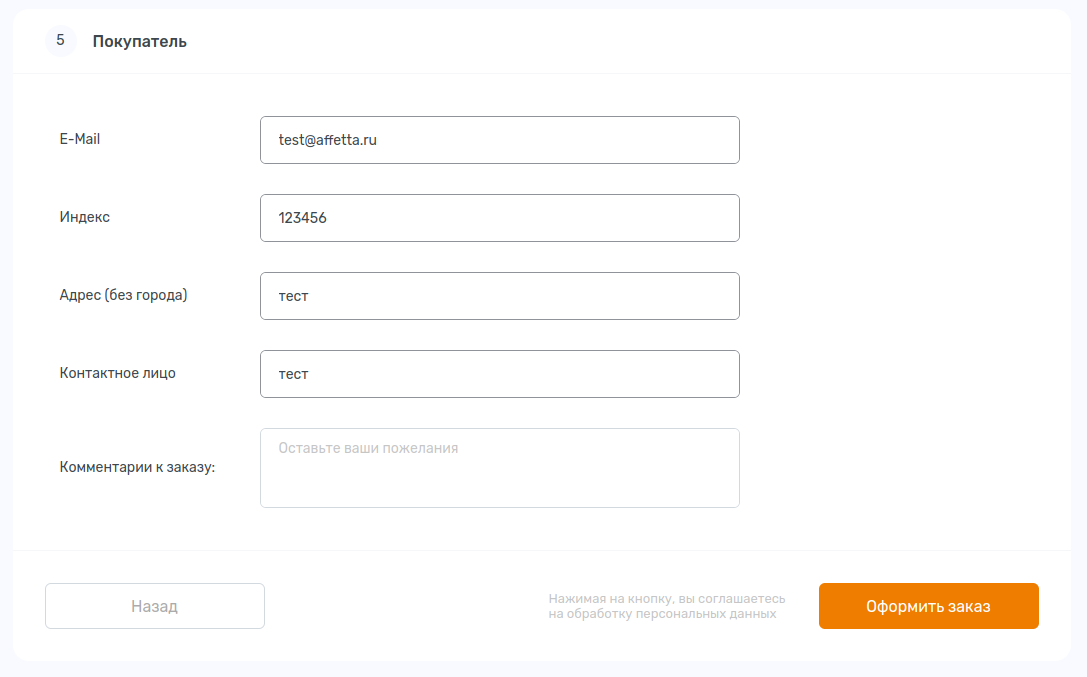 5 Покупатель
E-Mail test@affetta.ru
Индекс 123456
Адрес (без города) тест
Контактное лицо тест
Оставьте ваши пожелания
Комментарии к заказу:
Назад
Нажимая на кнопку, вы соглашаетесь
на обработку персональных данных
Оформить заказ